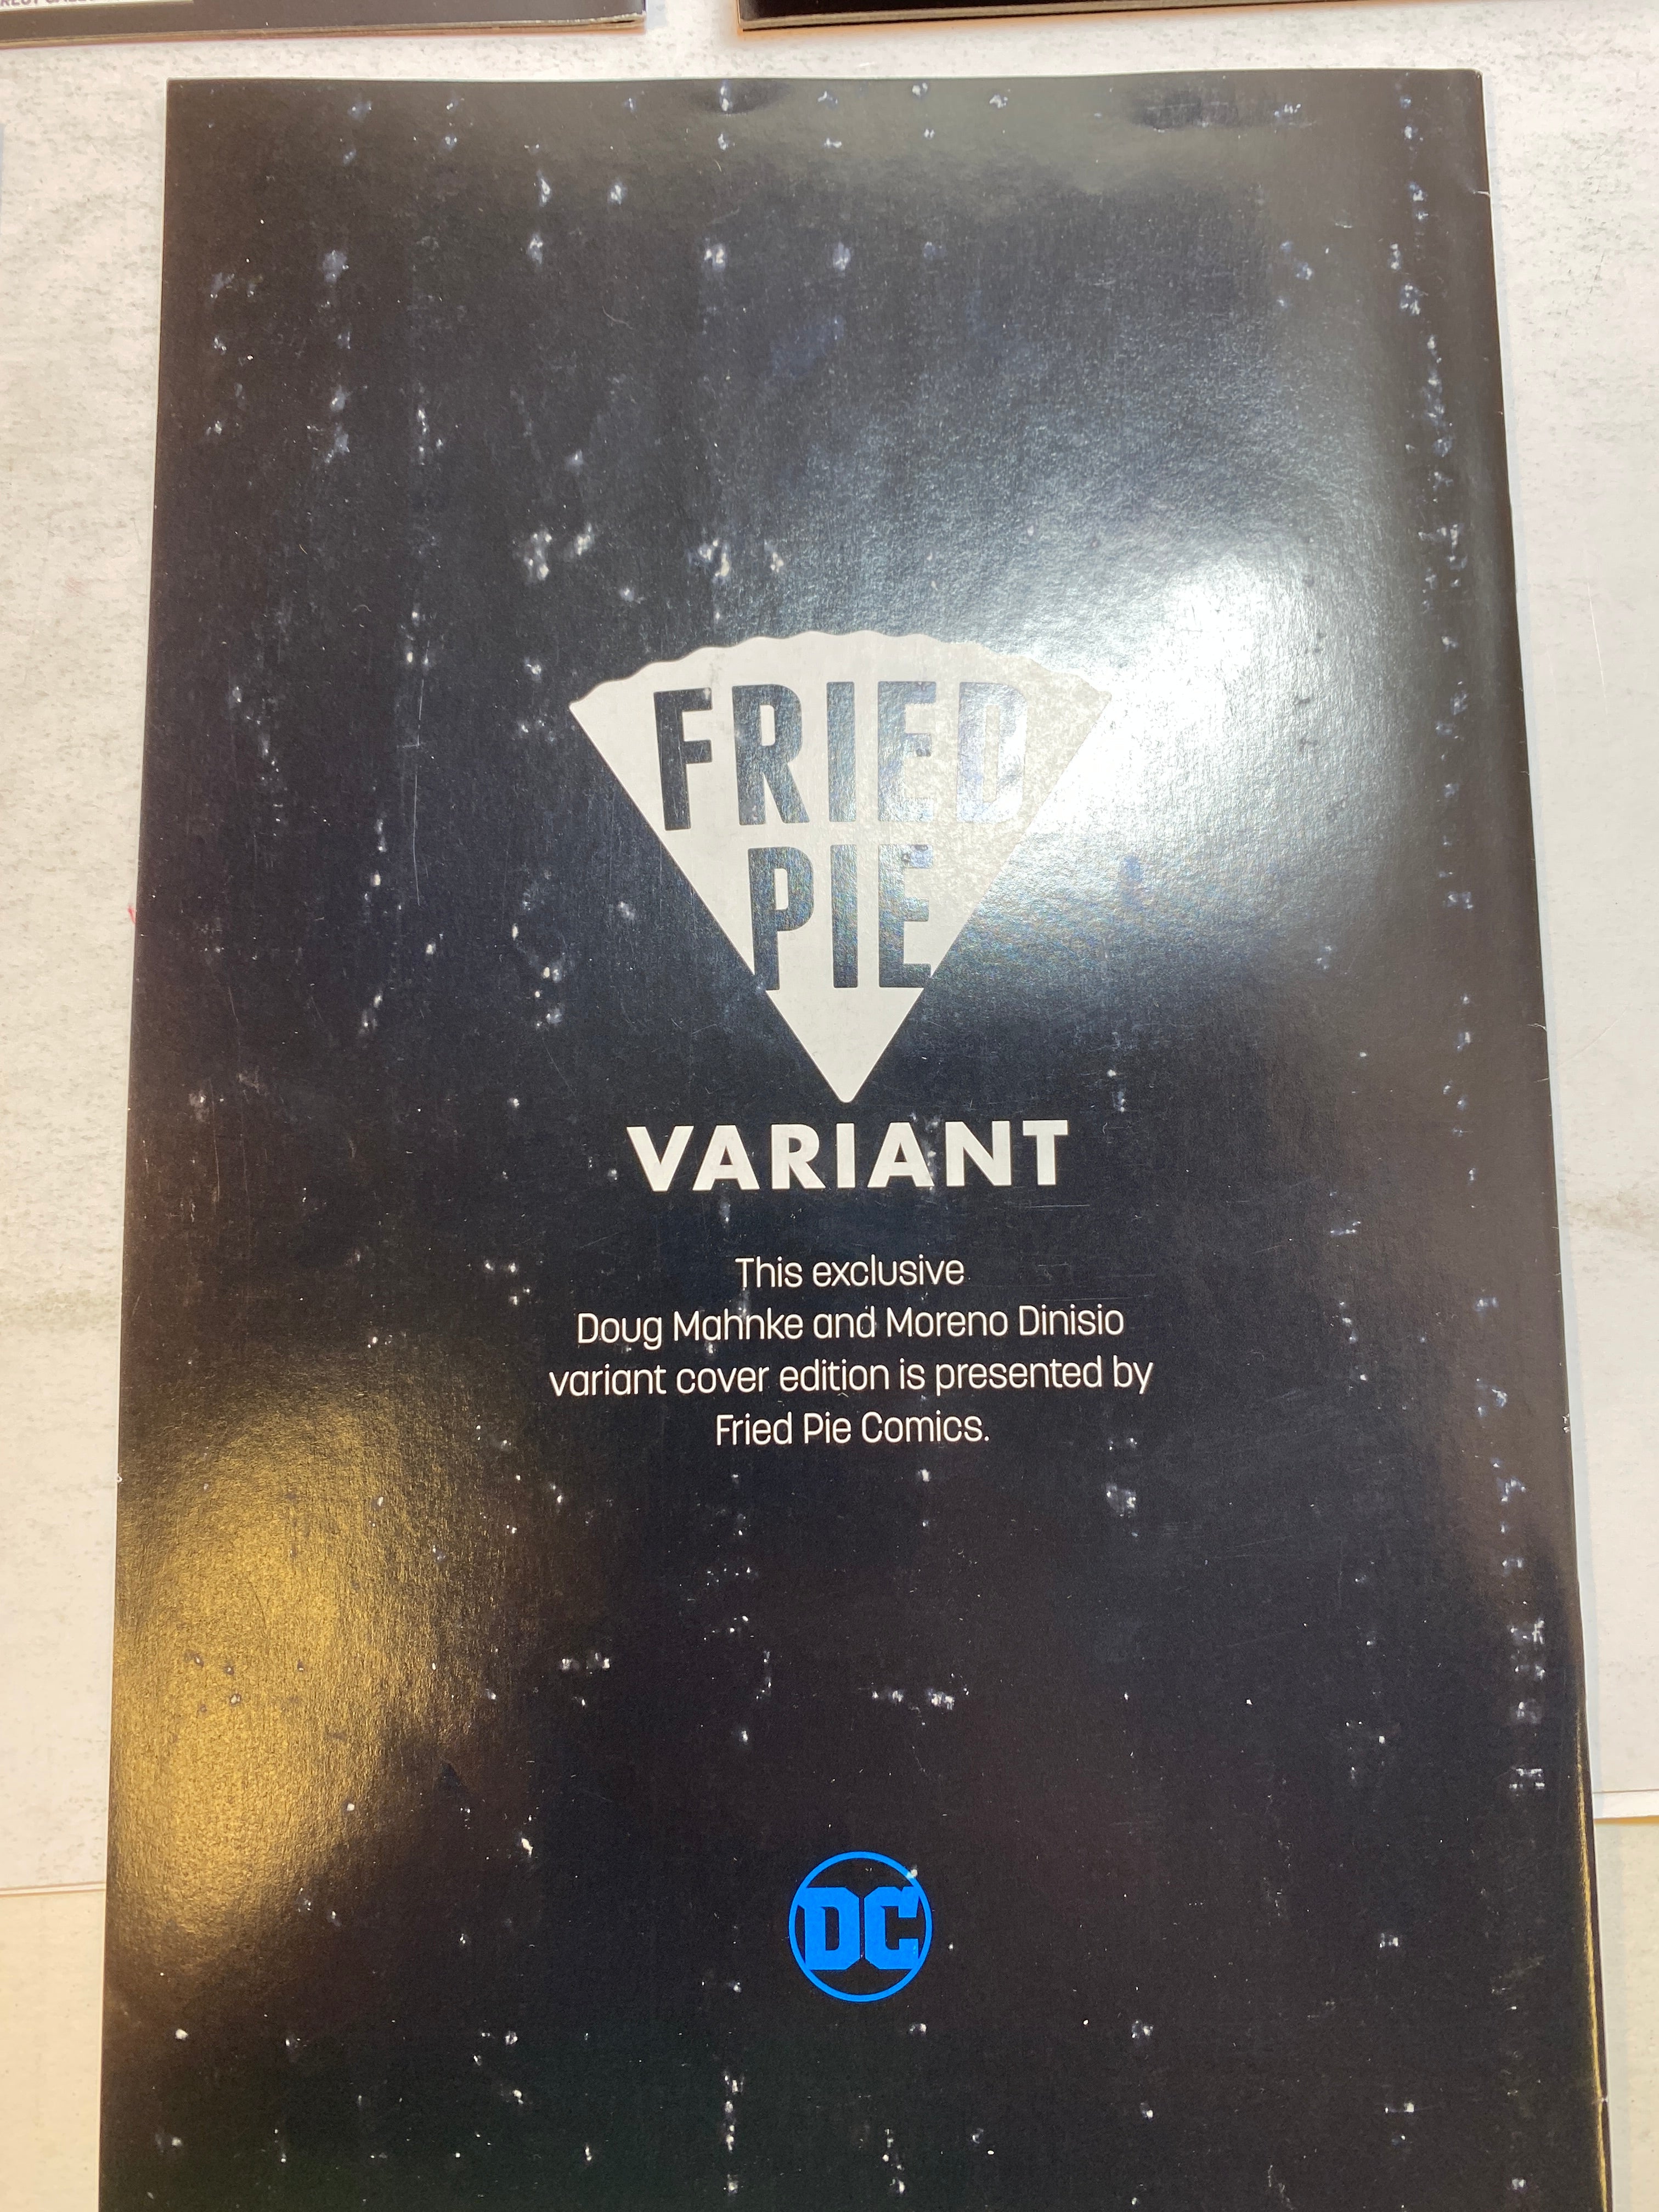 FRIED
PIE
VARIANT
This exclusive
Doug Mahnke and Moreno Dinisio
variant cover edition is presented by
Fried Pie Comics.
DC